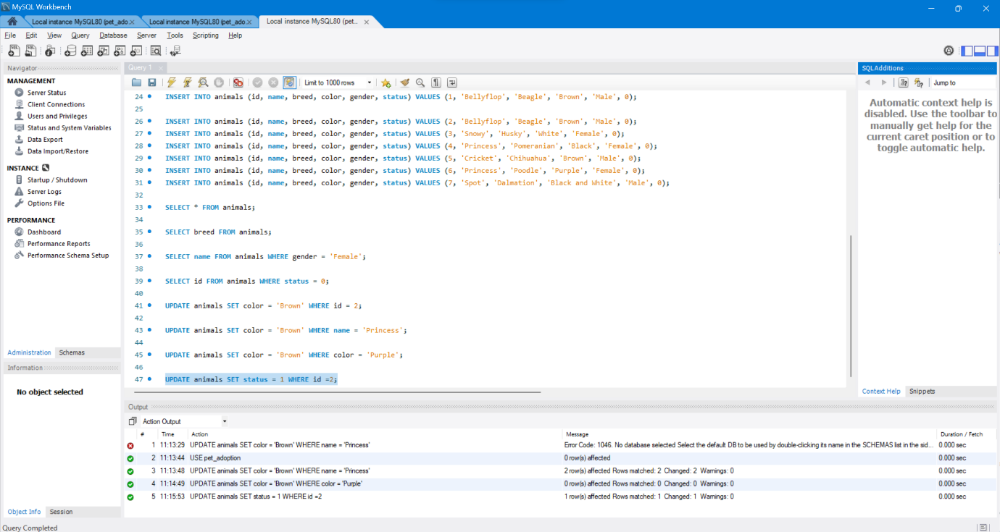 MySQL Workbench
Local instance MySQL80 (pet_ado.x
Local instance MySQL80 (pet_ado.x
Local instance MySQL80 (pet_.. x
File Edit View Query Database Server Tools Scripting Help
Navigator
MANAGEMENT
Server Status
Client Connections
Users and Privileges
Status and System Variables
Data Export
Data Import/Restore
INSTANCE
Startup / Shutdown
Server Logs
Options File
PERFORMANCE
Dashboard
Performance Reports
Performance Schema Setup
Administration Schemas
Information
No object selected
Object Info Session
Query Completed
Query 1 x
Limit to 1000 rows
24 INSERT INTO animals (id, name, breed, color, gender, status) VALUES (1, 'Bellyflop', 'Beagle', 'Brown', 'Male', 0);
25
26 INSERT INTO animals (id, name, breed, color, gender, status) VALUES (2, 'Bellyflop', 'Beagle', 'Brown', 'Male', 0);
27 INSERT INTO animals (id, name, breed, color, gender, status) VALUES (3, 'Snowy', 'Husky', 'White', 'Female', 0);
28 INSERT INTO animals (id, name, breed, color, gender, status) VALUES (4, 'Princess', 'Pomeranian', 'Black', 'Female', 0);
29 INSERT INTO animals (id, name, breed, color, gender, status) VALUES (5, 'Cricket', 'Chihuahua', 'Brown', 'Male', 0);
30 INSERT INTO animals (id, name, breed, color, gender, status) VALUES (6, 'Princess', 'Poodle', 'Purple', 'Female', 0);
31 INSERT INTO animals (id, name, breed, color, gender, status) VALUES (7, 'Spot', 'Dalmation', 'Black and White', 'Male', 0);
32
33 SELECT * FROM animals;
34
35 SELECT breed FROM animals;
36
37 SELECT name FROM animals WHERE gender = 'Female';
38
39 SELECT id FROM animals WHERE status = 0;
40
41 UPDATE animals SET color = 'Brown' WHERE id = 2;
42
43 UPDATE animals SET color = 'Brown' WHERE name = 'Princess';
44
45 UPDATE animals SET color = 'Brown' WHERE color = 'Purple';
46
47 UPDATE animals SET status = 1 WHERE id =2;
SQLAdditions
Jump to
Automatic context help is
disabled. Use the toolbar to
manually get help for the
current caret position or to
toggle automatic help.
Context Help Snippets
Output
Action Output
# Time Action Message Duration / Fetch
1 11:13:29 UPDATE animals SET color = 'Brown' WHERE name = 'Princess' Error Code: 1046. No database selected Select the default DB to be used by double-clicking its name in the SCHEMAS list in the sid... 0.000 sec
2 11:13:44 USE pet_adoption 0 row(s) affected 0.000 sec
3 11:13:48 UPDATE animals SET color = 'Brown' WHERE name = 'Princess' 2 row(s) affected Rows matched: 2 Changed: 2 Warnings: 0 0.000 sec
4 11:14:49 UPDATE animals SET color = 'Brown' WHERE color = 'Purple' 0 row(s) affected Rows matched: 0 Changed: 0 Warnings: 0 0.000 sec
5 11:15:53 UPDATE animals SET status = 1 WHERE id =2 1 row(s) affected Rows matched: 1 Changed: 1 Warnings: 0 0.000 sec